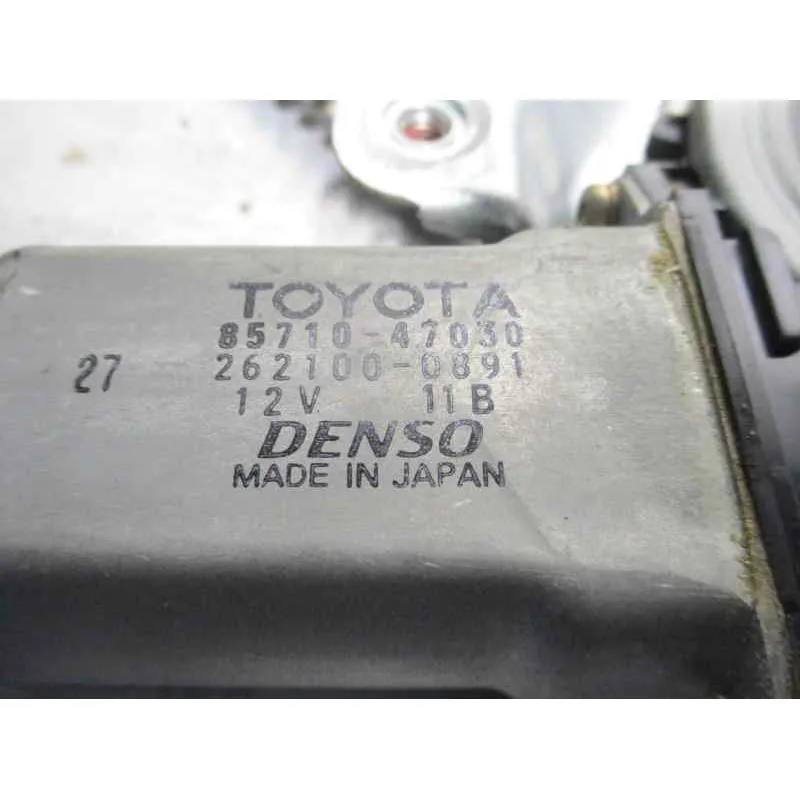 TOYOTA
85710-47030
27 262100-0891
12V 11B
DENSO
MADE IN JAPAN